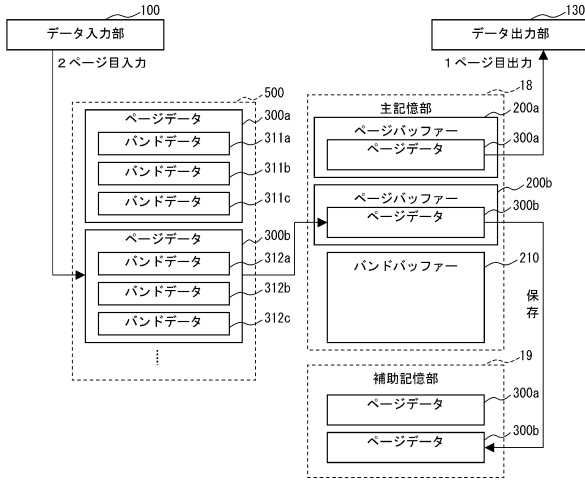 100
データ入力部
2ページ目入力
130
データ出力部
1ページ目出力
500
ページデータ
300a
バンドデータ
311a
バンドデータ
311b
バンドデータ
311c
ページデータ
300b
バンドデータ
312a
バンドデータ
312b
バンドデータ
312c
18
主記憶部
200a
ページバッファー
300a
ページデータ
200b
ページバッファー
300b
ページデータ
バンドバッファー
210
保存
19
補助記憶部
300a
ページデータ
300b
ページデータ